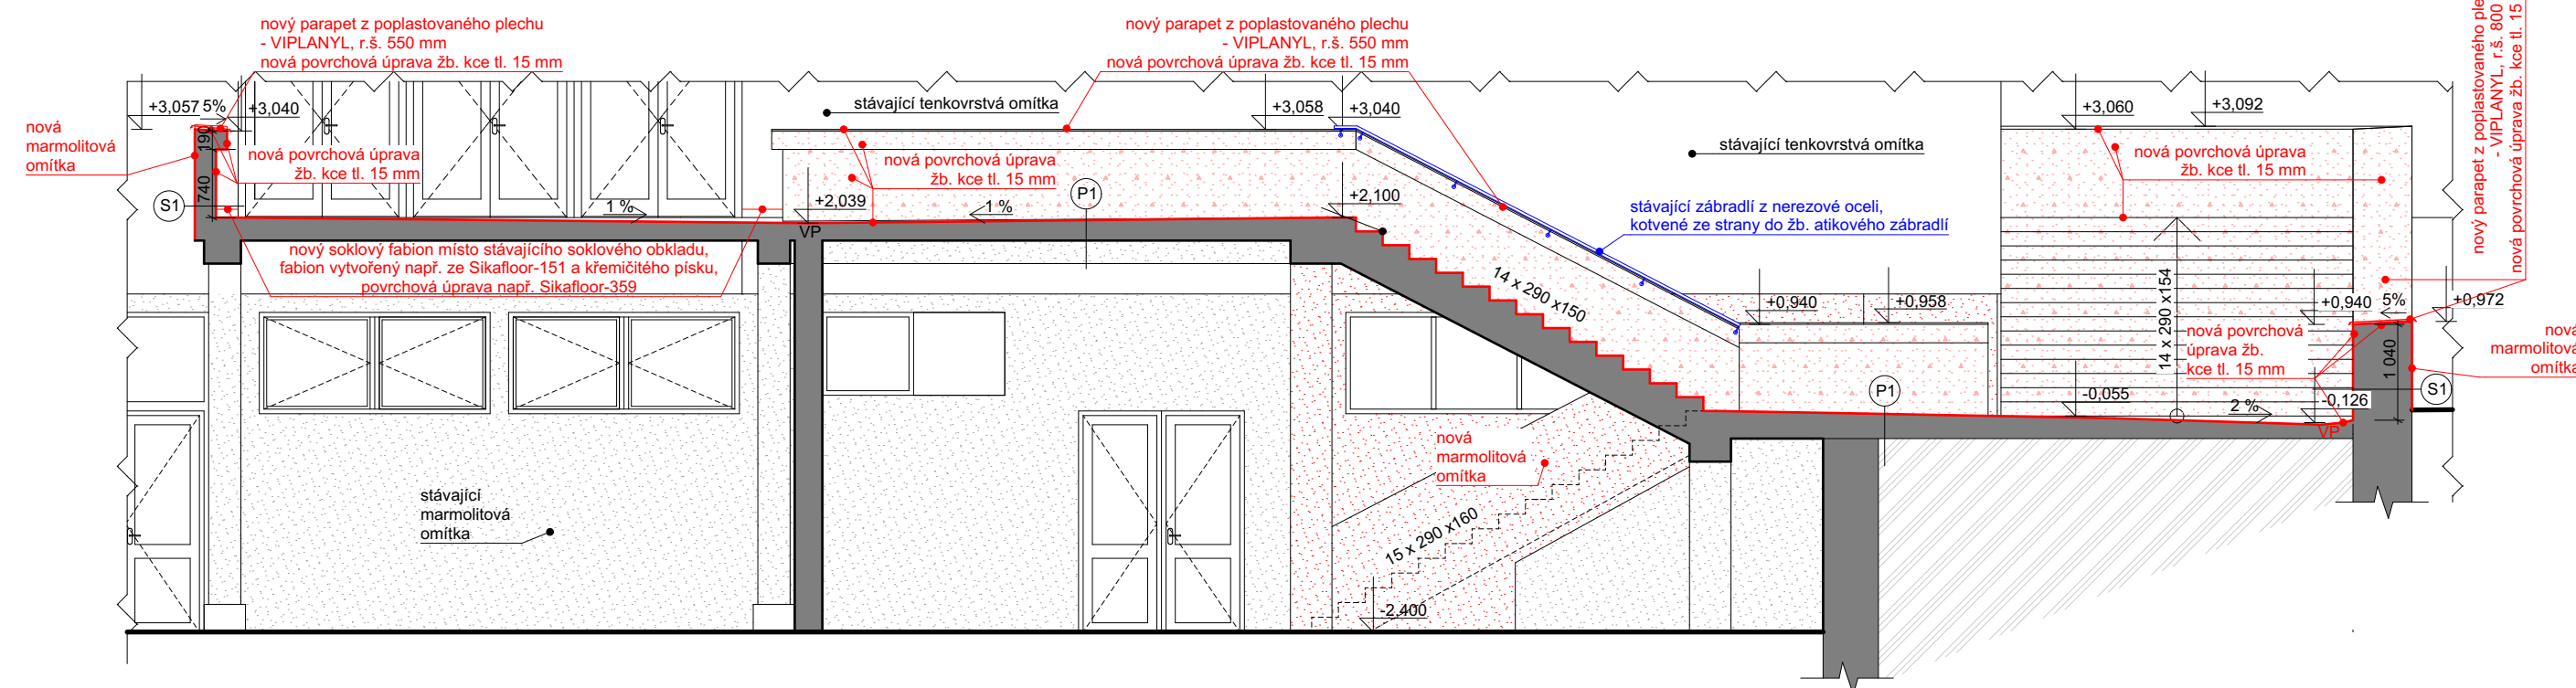 nový parapet z poplastovaného plechu
- VIPLANYL, r.š. 550 mm
nová povrchová úprava žb. kce tl. 15 mm
nový parapet z poplastovaného plechu
- VIPLANYL, r.š. 550 mm
nová povrchová úprava žb. kce tl. 15 mm
nový parapet z poplastovaného
- VIPLANYL, r.š. 800
nová povrchová úprava žb. kce tl. 15
+3,057
5%
+3,040
stávající tenkovrstvá omítka
+3,058
+3,040
+3,060
+3,092
nová
marmolitová
omítka
190
740
nová povrchová úprava
žb. kce tl. 15 mm
nová povrchová úprava
žb. kce tl. 15 mm
stávající tenkovrstvá omítka
nová povrchová úprava
žb. kce tl. 15 mm
S1
1 %
+2,039
VP
1 %
P1
+2,100
stávající zábradlí z nerezové oceli,
kotvené ze strany do žb. atikového zábradlí
nový soklový fabion místo stávajícího soklového obkladu,
fabion vytvořený např. ze Sikafloor-151 a křemičitého písku,
povrchová úprava např. Sikafloor-359
14 x 290 x150
+0,940
+0,958
14 x 290 x154
+0,940
5%
+0,972
nová povrchová
úprava žb.
kce tl. 15 mm
1 040
marmolitová
omítka
P1
S1
-0,055
2 %
-0,126
VP
nová
marmolitová
omítka
stávající
marmolitová
omítka
15 x 290 x160
-2,400